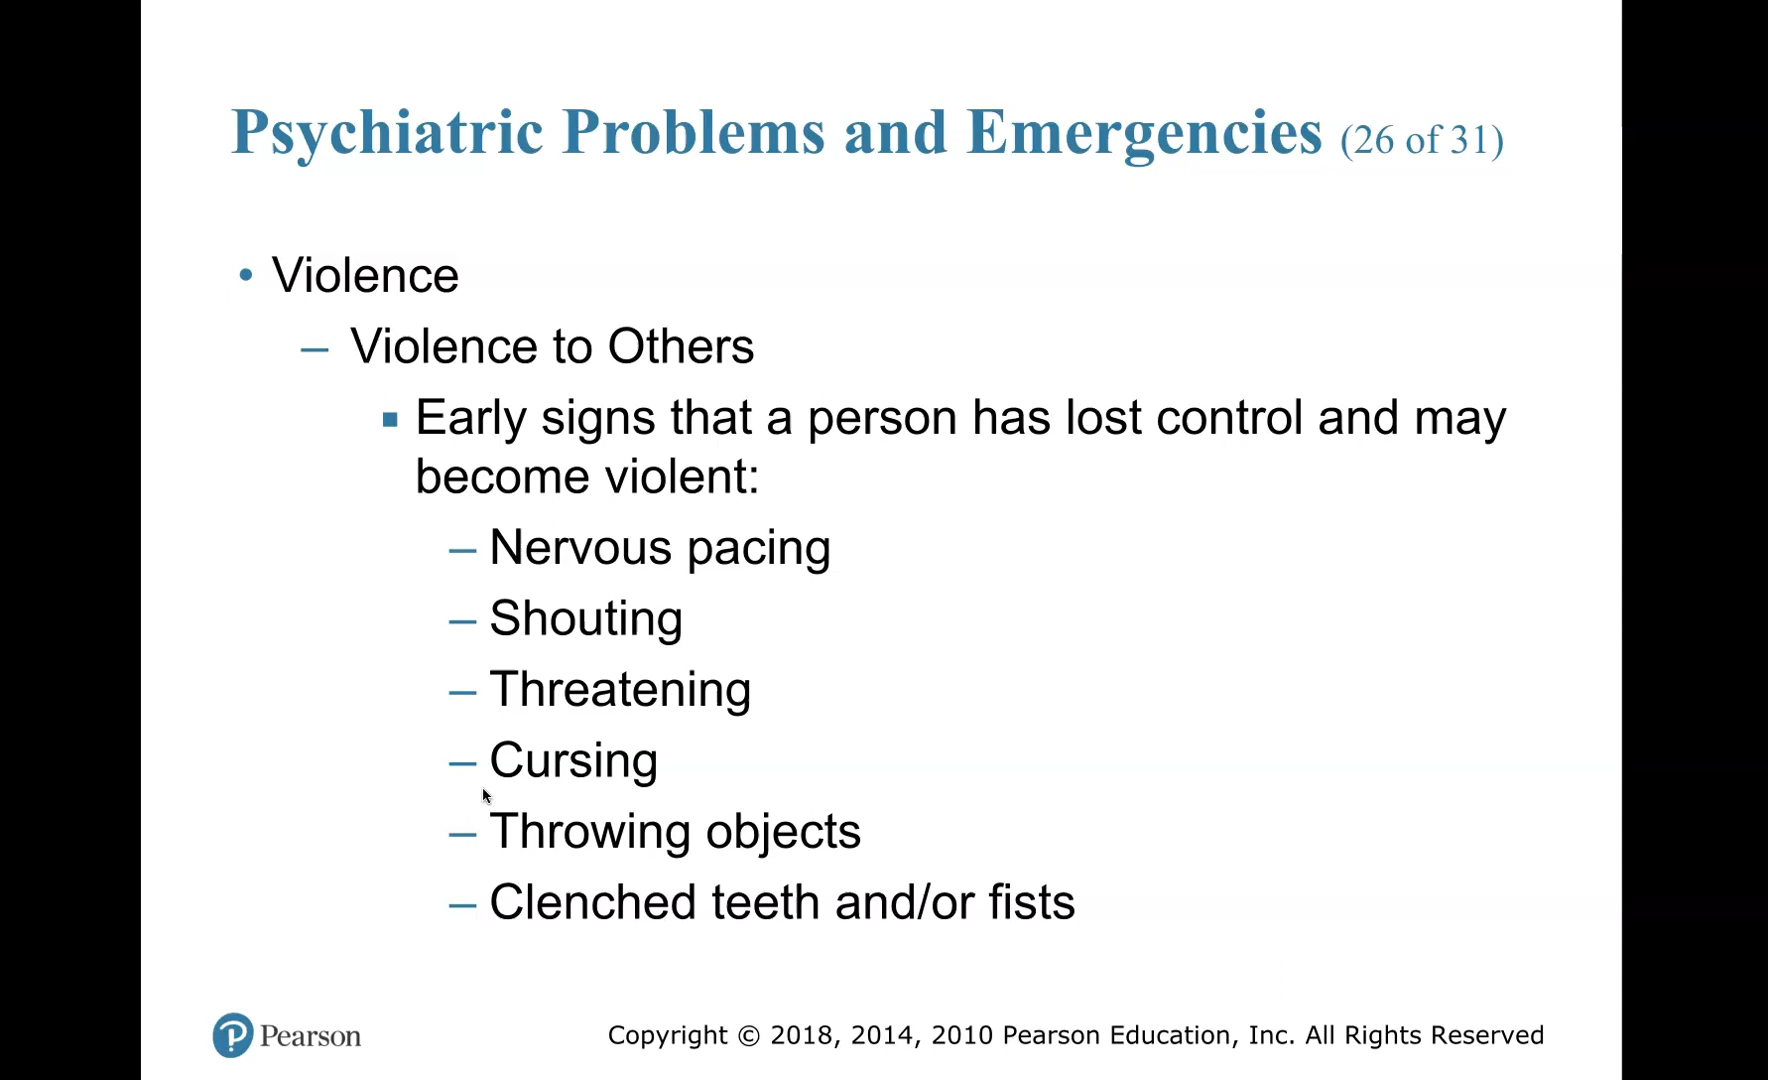 Psychiatric Problems and Emergencies (26 of 31)
• Violence
– Violence to Others
▪ Early signs that a person has lost control and may
become violent:
– Nervous pacing
– Shouting
– Threatening
– Cursing
– Throwing objects
– Clenched teeth and/or fists
Pearson
Copyright © 2018, 2014, 2010 Pearson Education, Inc. All Rights Reserved